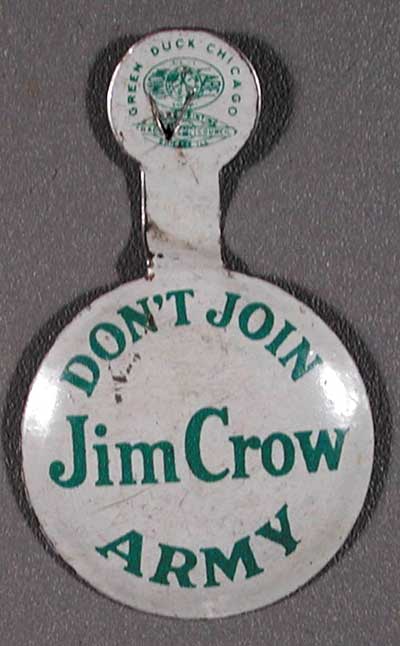 GREEN DUCK CHICAGO
DON'T JOIN
Jim Crow
ARMY